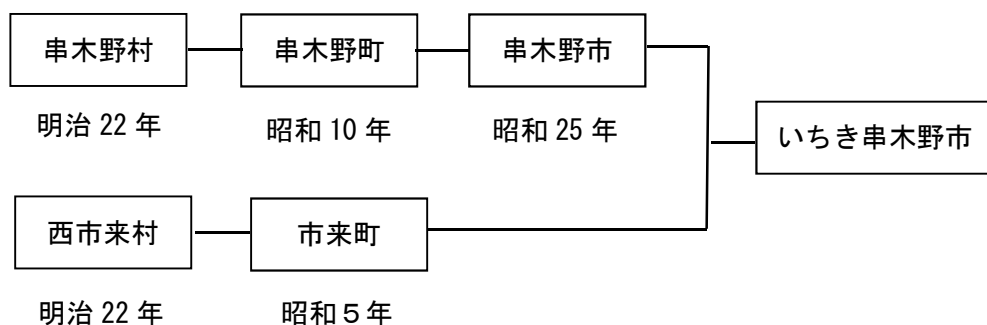 串木野村
串木野町
串木野市
明治 22 年
昭和 10 年
昭和 25 年
いちき串木野市
西市来村
市来町
明治 22 年
昭和５年